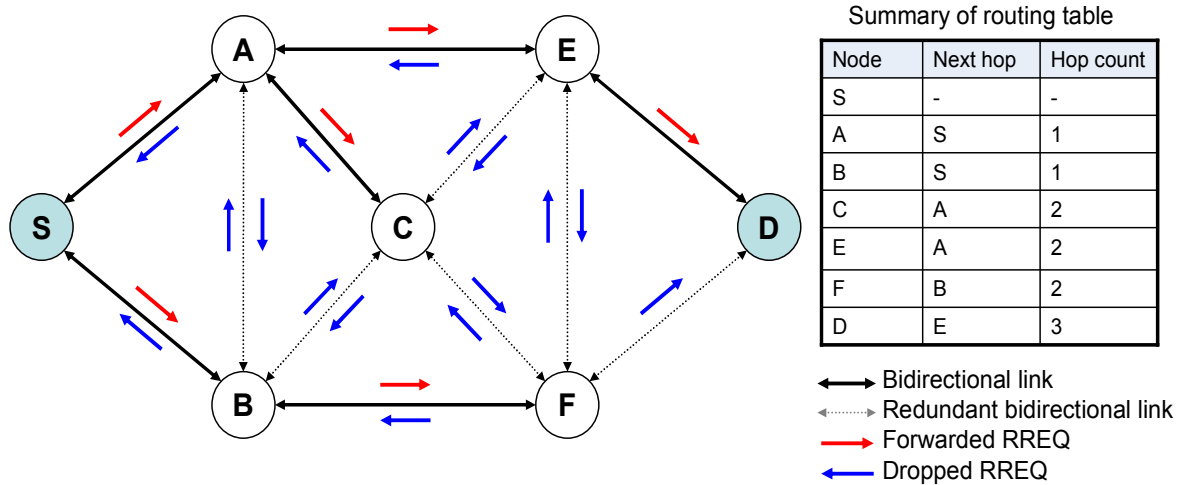 Summary of routing table
Node Next hop Hop count
S - -
A S 1
B S 1
C A 2
E A 2
F B 2
D E 3
A
E
S
C
D
B
F
Bidirectional link
Redundant bidirectional link
Forwarded RREQ
Dropped RREQ